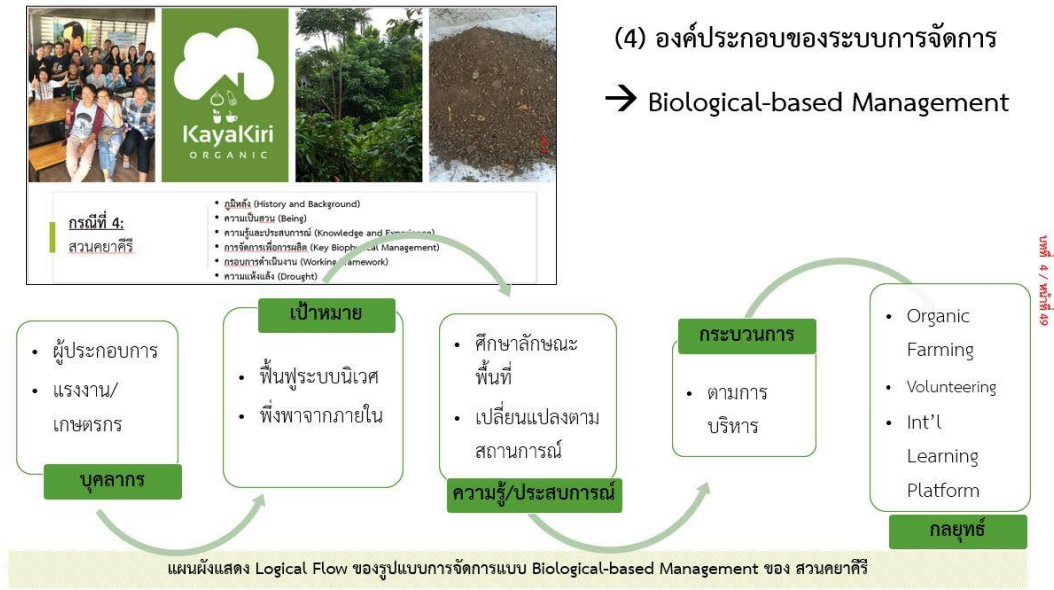 (4) องค์ประกอบของระบบการจัดการ
→ Biological-based Management
KayaKiri
ORGANIC
กรณีที่ 4:
สวนคยาคีรี
• ภูมิหลัง (History and Background)
• ความเป็นสวน (Being)
• ความรู้และประสบการณ์ (Knowledge and Experience)
• การจัดการเพื่อการผลิต (Key Biophysical Management)
• กรอบการดำเนินงาน (Working Framework)
• ความแห้งแล้ง (Drought)
บทที่ 4 / หน้าที่ 49
• ผู้ประกอบการ
• แรงงาน/
เกษตรกร
บุคลากร
เป้าหมาย
• ฟื้นฟูระบบนิเวศ
• พึ่งพาจากภายใน
• ศึกษาลักษณะ
พื้นที่
• เปลี่ยนแปลงตาม
สถานการณ์
ความรู้/ประสบการณ์
กระบวนการ
• ตามการ
บริหาร
• Organic
Farming
• Volunteering
• Int'l
Learning
Platform
กลยุทธ์
แผนผังแสดง Logical Flow ของรูปแบบการจัดการแบบ Biological-based Management ของ สวนคยาคีรี